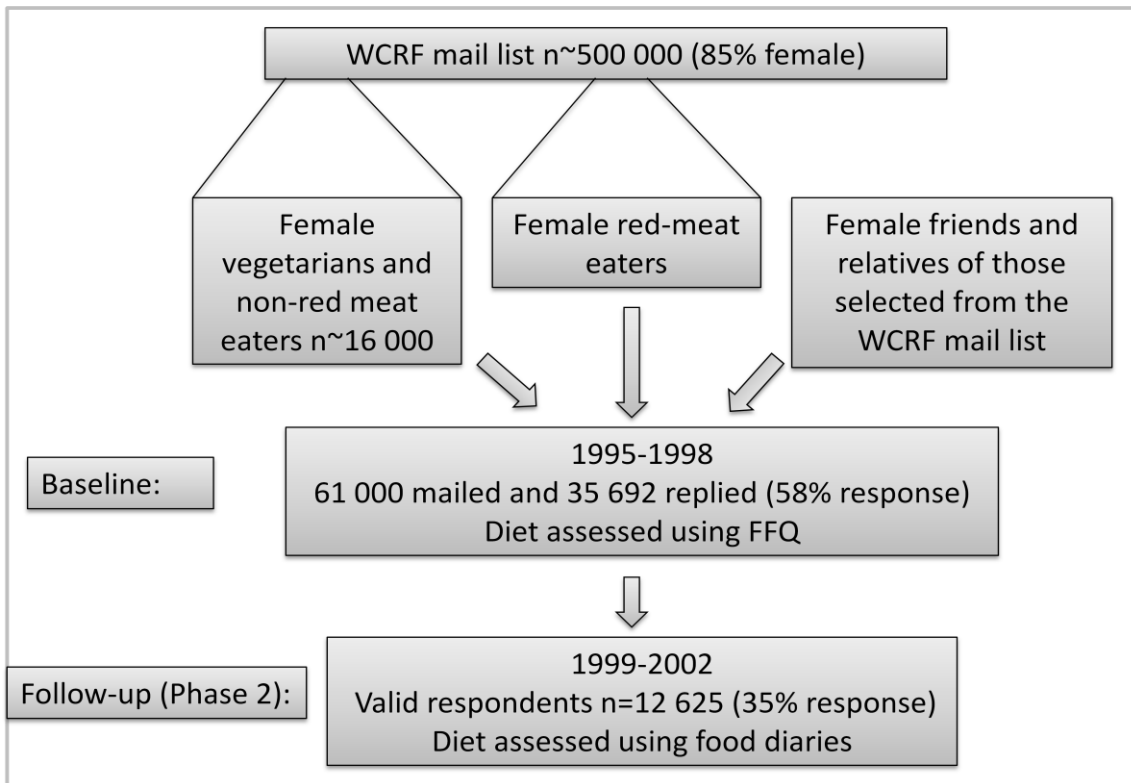 WCRF mail list n~500 000 (85% female)
Female
vegetarians and
non-red meat
eaters n~16 000
Female red-meat
eaters
Female friends and
relatives of those
selected from the
WCRF mail list
Baseline:
1995-1998
61 000 mailed and 35 692 replied (58% response)
Diet assessed using FFQ
Follow-up (Phase 2):
1999-2002
Valid respondents n=12 625 (35% response)
Diet assessed using food diaries